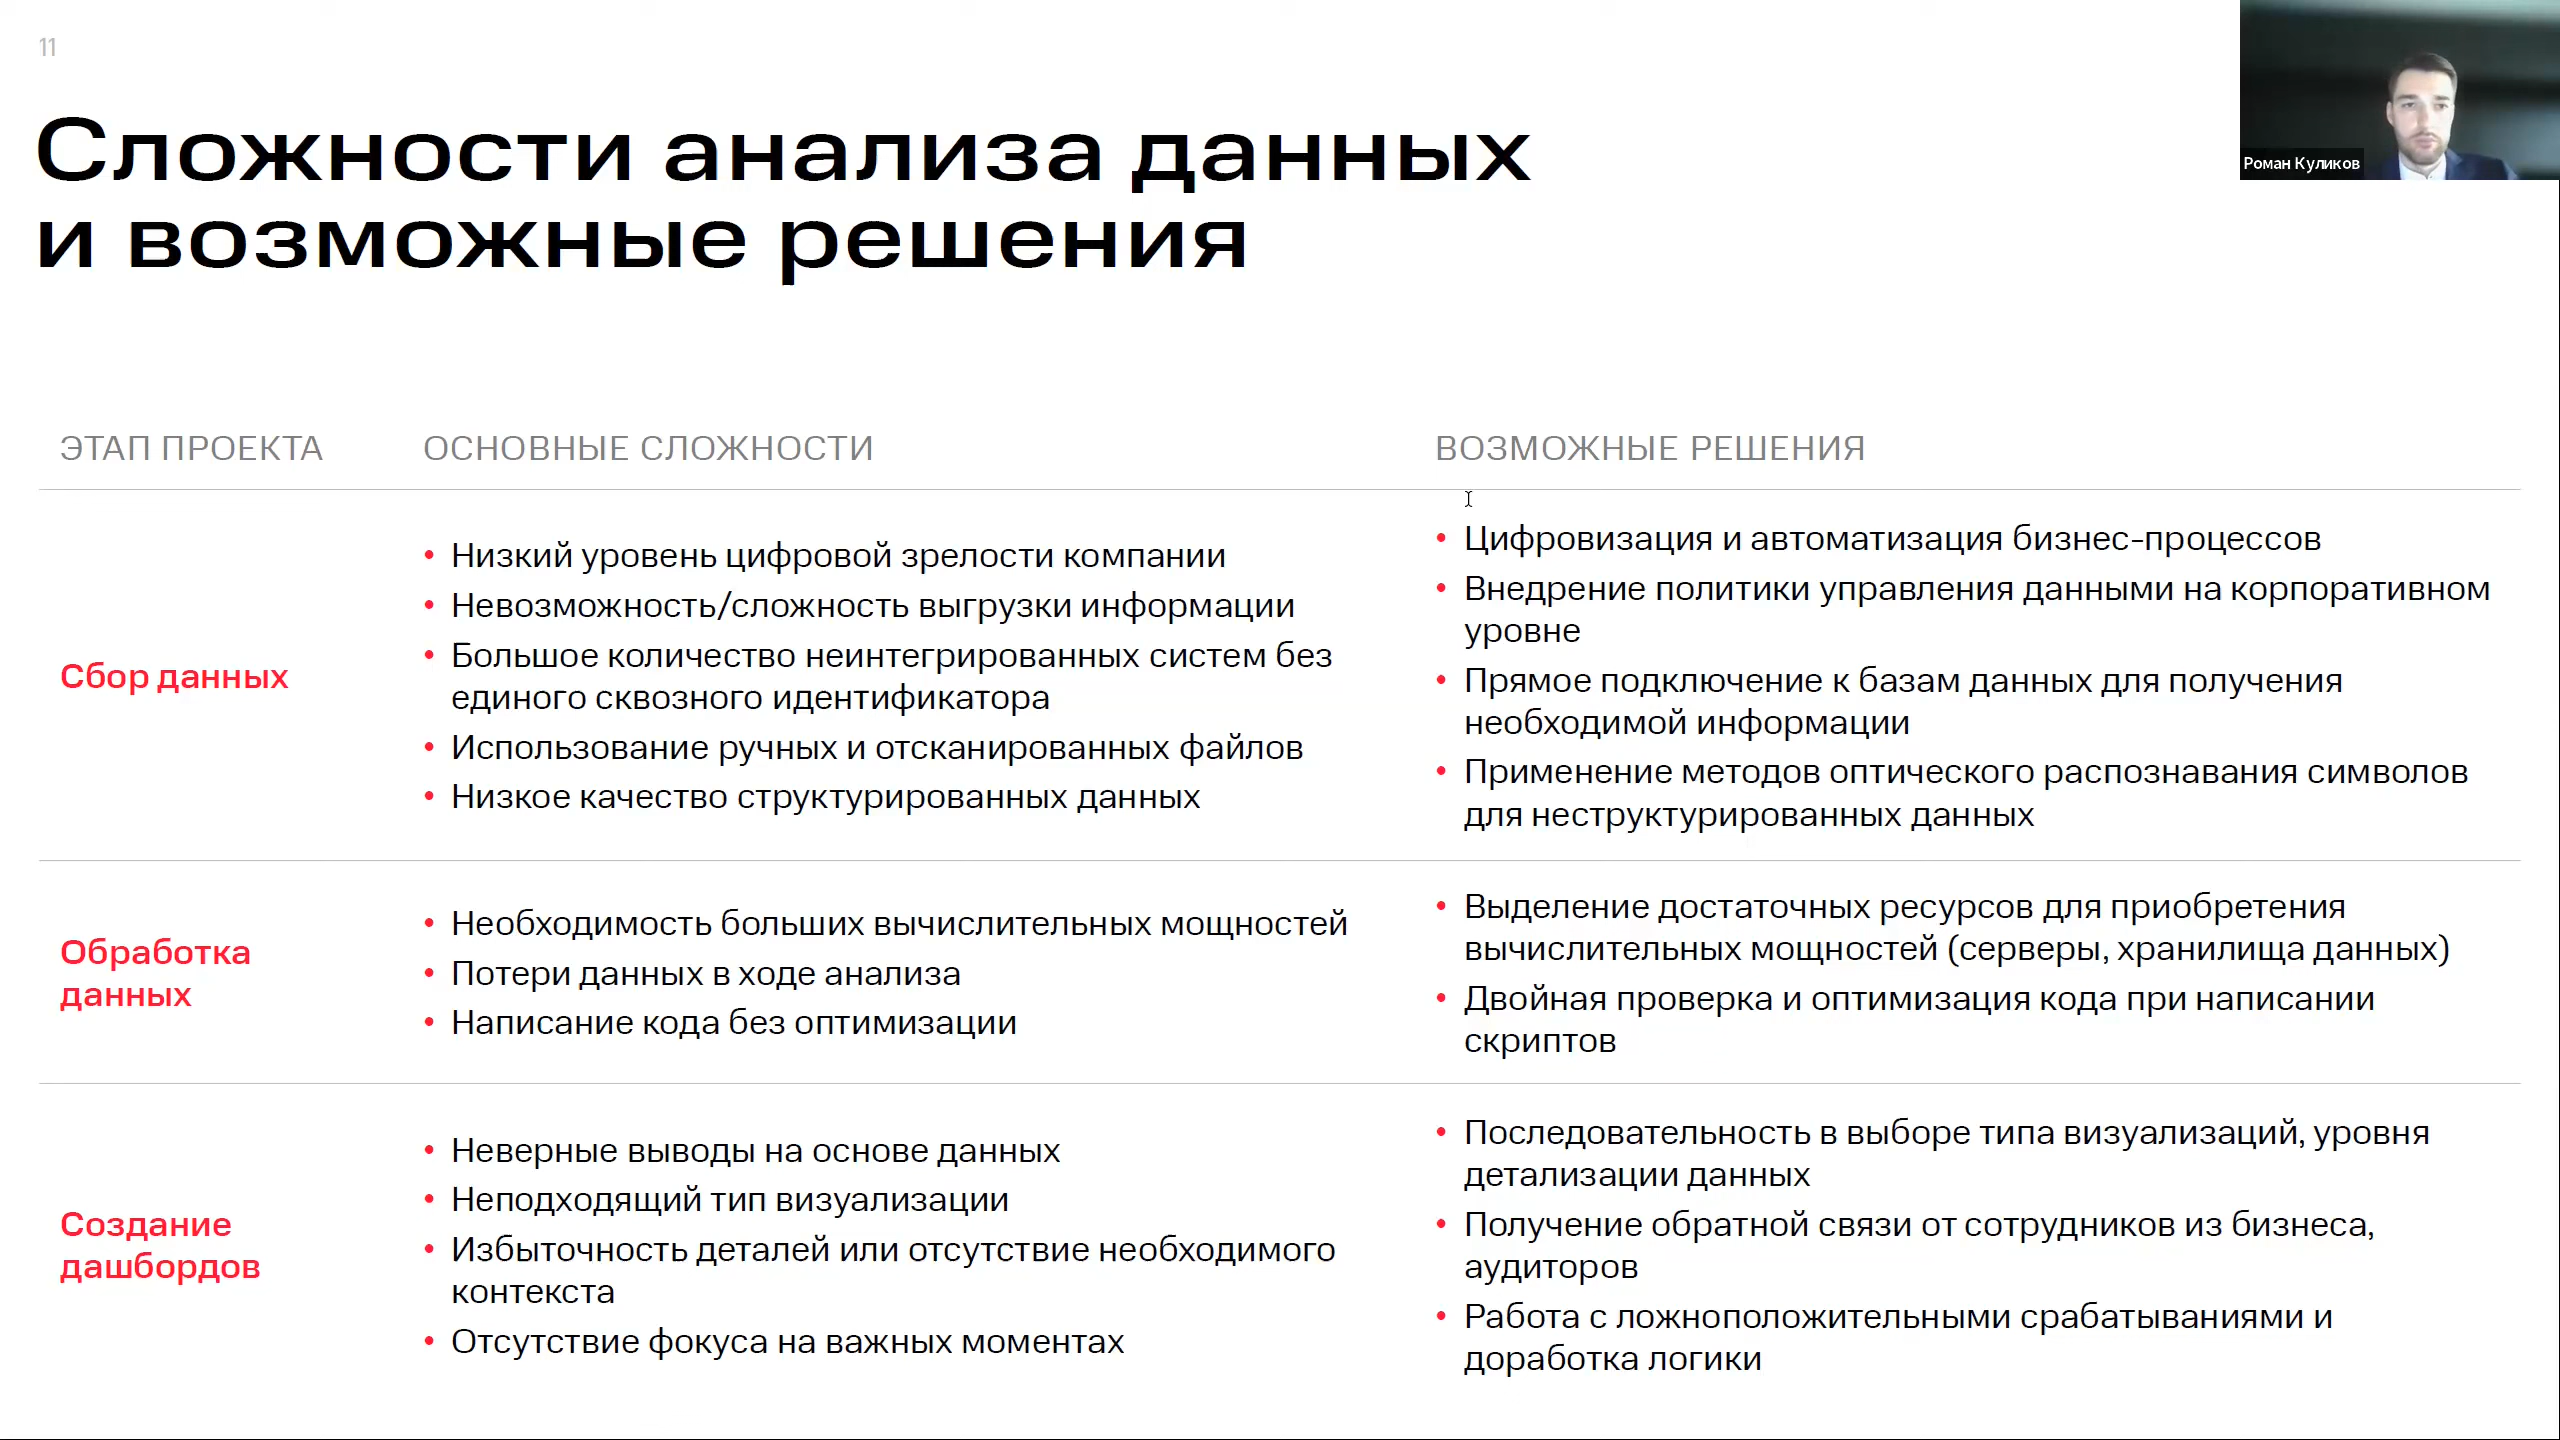 11
Роман Куликов
Сложности анализа данных
и возможные решения
ЭТАП ПРОЕКТА
ОСНОВНЫЕ СЛОЖНОСТИ
ВОЗМОЖНЫЕ РЕШЕНИЯ
Сбор данных
• Низкий уровень цифровой зрелости компании
• Невозможность/сложность выгрузки информации
• Большое количество неинтегрированных систем без
единого сквозного идентификатора
• Использование ручных и отсканированных файлов
• Низкое качество структурированных данных
• Цифровизация и автоматизация бизнес-процессов
• Внедрение политики управления данными на корпоративном
уровне
• Прямое подключение к базам данных для получения
необходимой информации
• Применение методов оптического распознавания символов
для неструктурированных данных
Обработка
данных
• Необходимость больших вычислительных мощностей
• Потери данных в ходе анализа
• Написание кода без оптимизации
• Выделение достаточных ресурсов для приобретения
вычислительных мощностей (серверы, хранилища данных)
• Двойная проверка и оптимизация кода при написании
скриптов
Создание
дашбордов
• Неверные выводы на основе данных
• Неподходящий тип визуализации
• Избыточность деталей или отсутствие необходимого
контекста
• Отсутствие фокуса на важных моментах
• Последовательность в выборе типа визуализаций, уровня
детализации данных
• Получение обратной связи от сотрудников из бизнеса,
аудиторов
• Работа с ложноположительными срабатываниями и
доработка логики